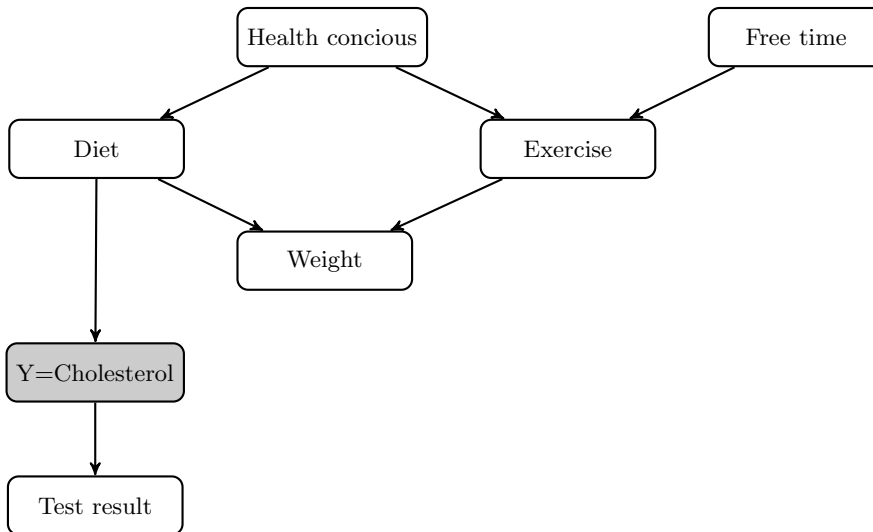 Health concious
Free time
Diet
Exercise
Weight
Y=Cholesterol
Test result